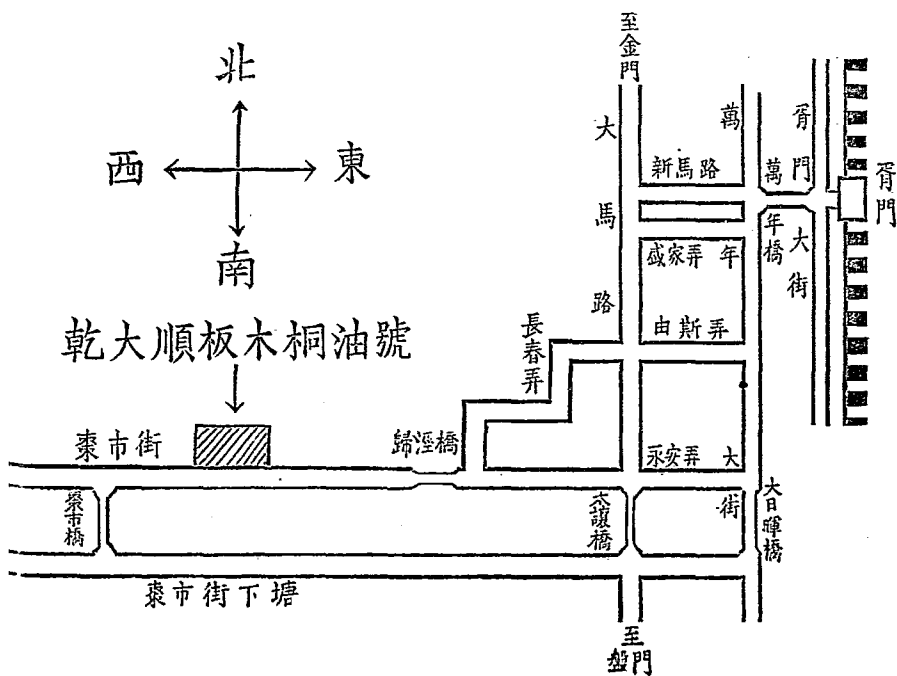 北
西
東
南
乾大順板木桐油號
至金門
大馬路
萬年大街
胥門大街
胥門
新馬路
萬年橋
盛家弄
由斯弄
長春弄
永安弄
歸涇橋
棗市街
棗市橋
太讓橋
大日暉橋
棗市街下塘
至盤門